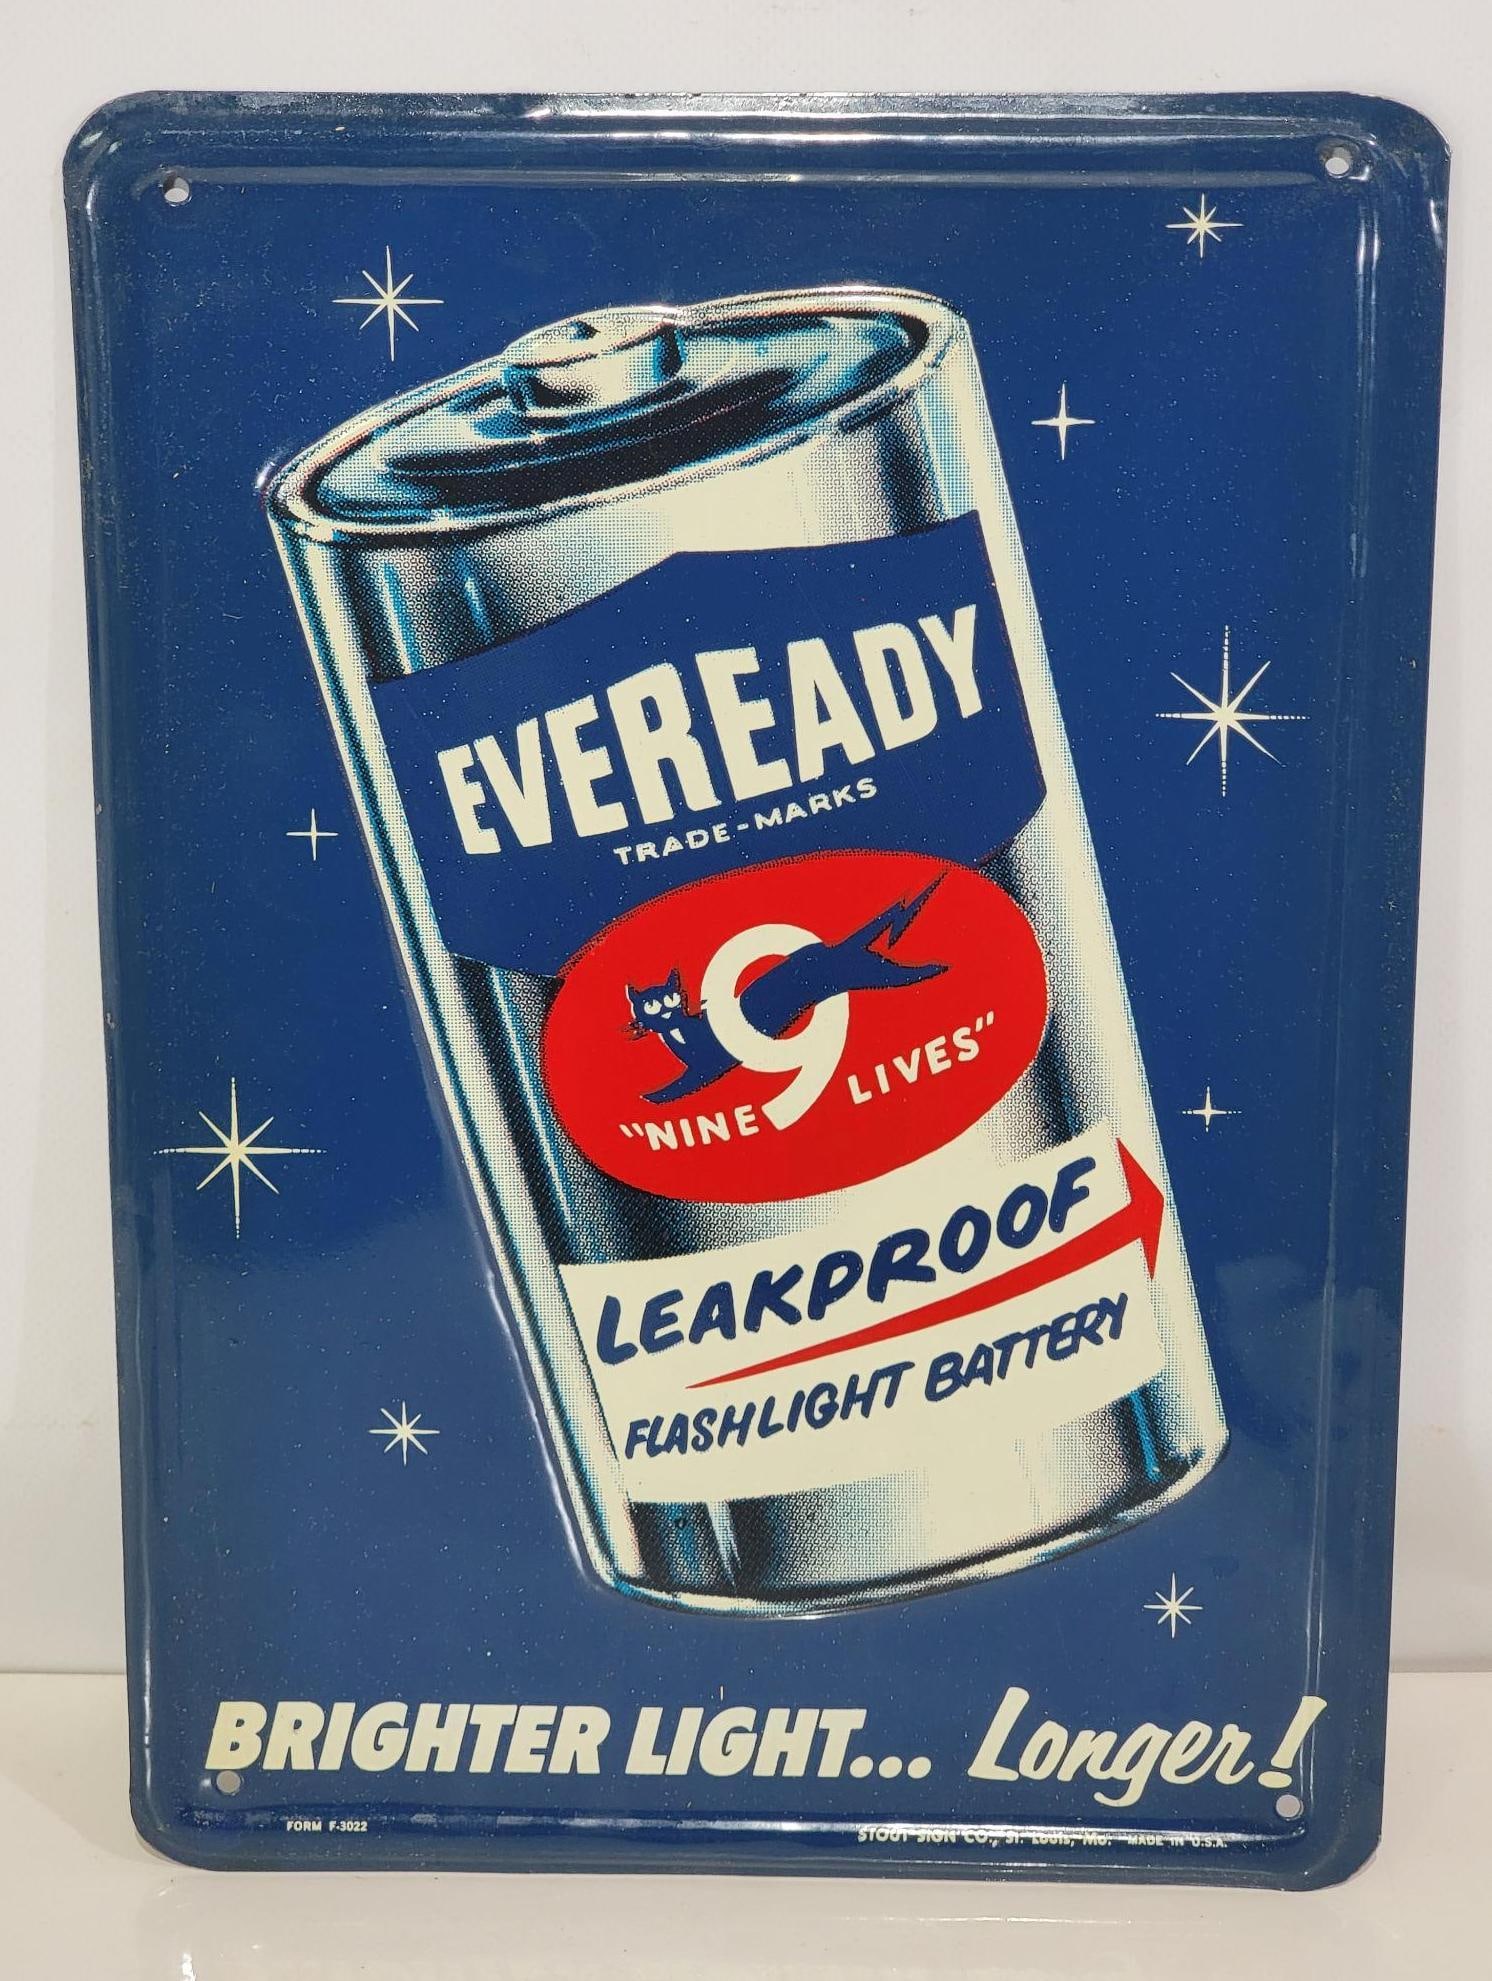 EVEREADY
TRADE-MARKS
9
"NINE LIVES"
LEAKPROOF
FLASHLIGHT BATTERY
BRIGHTER LIGHT... Longer!
FORM F-3022
STOUT SIGN CO., ST. LOUIS, MO. MADE IN U.S.A.